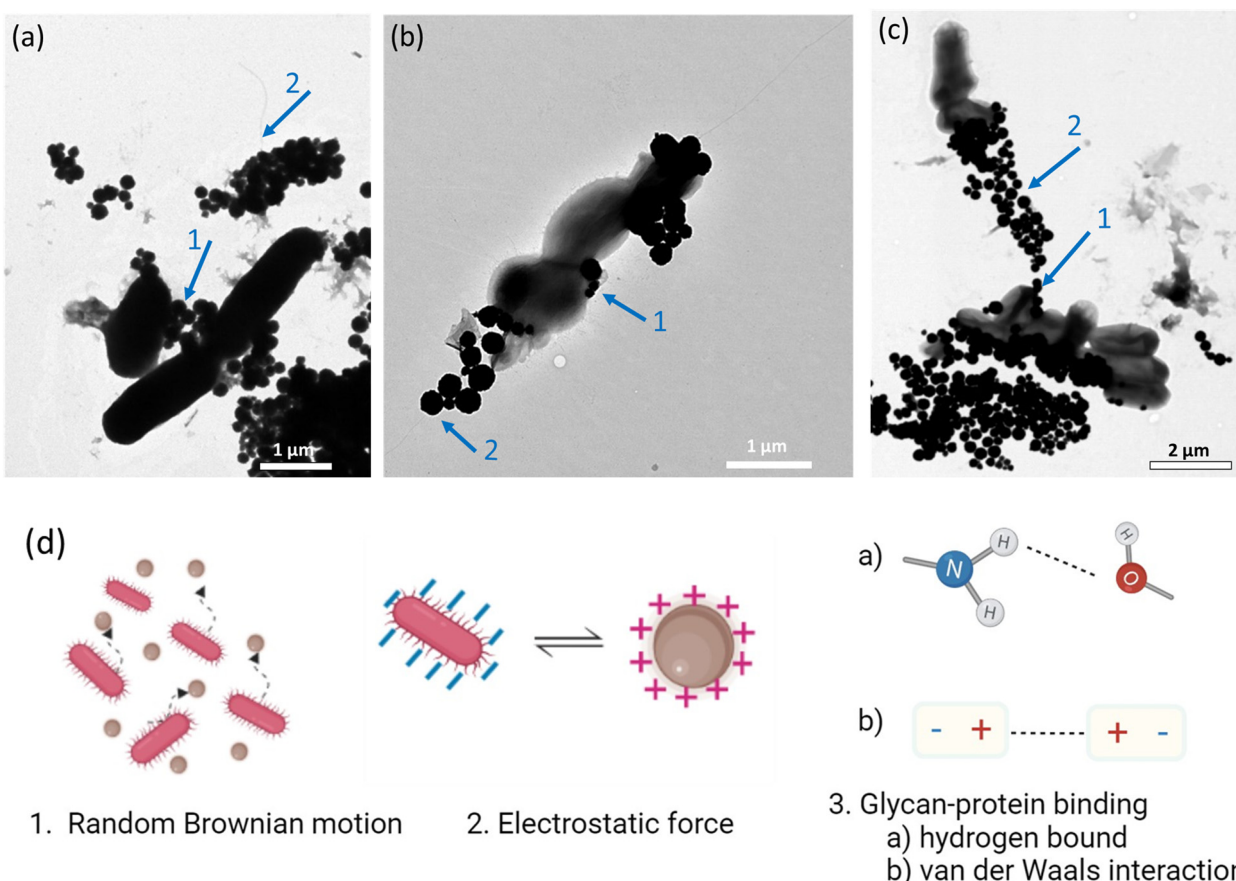 (a)
2
1
1 μm
(b)
1
2
1 μm
(c)
2
1
2 μm
(d)
1. Random Brownian motion
- + + + + + + + + + +
2. Electrostatic force
a)
N H H H O
b)
- + + -
3. Glycan-protein binding
a) hydrogen bound
b) van der Waals interaction